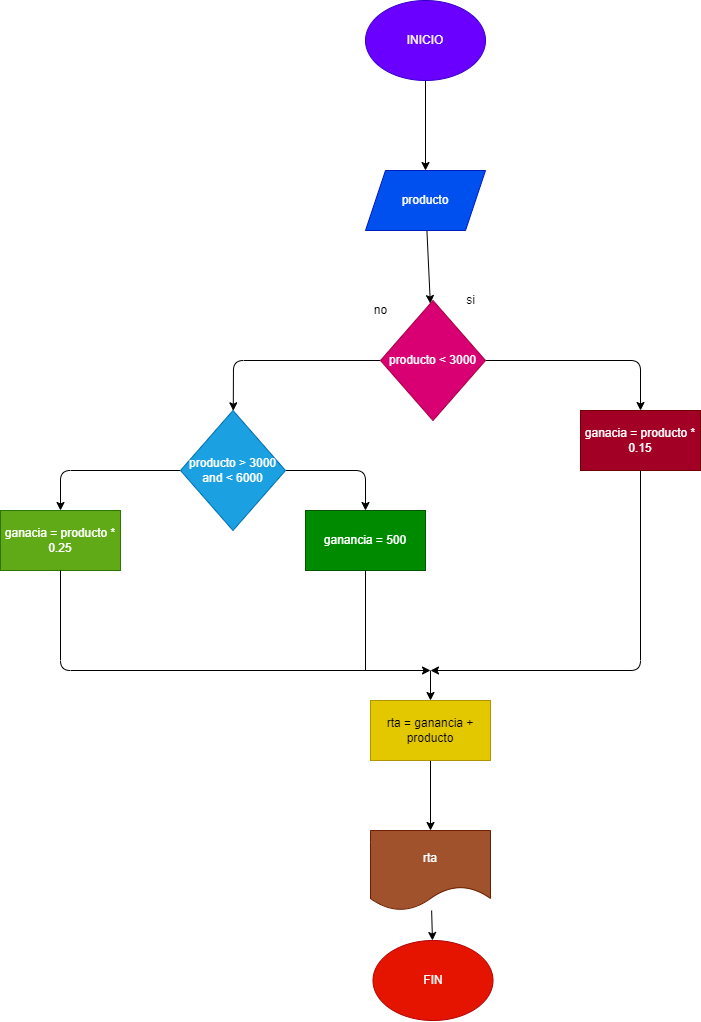 INICIO
producto
no
si
producto < 3000
ganacia = producto *
0.15
producto > 3000
and < 6000
ganacia = producto *
0.25
ganancia = 500
rta = ganancia +
producto
rta
FIN